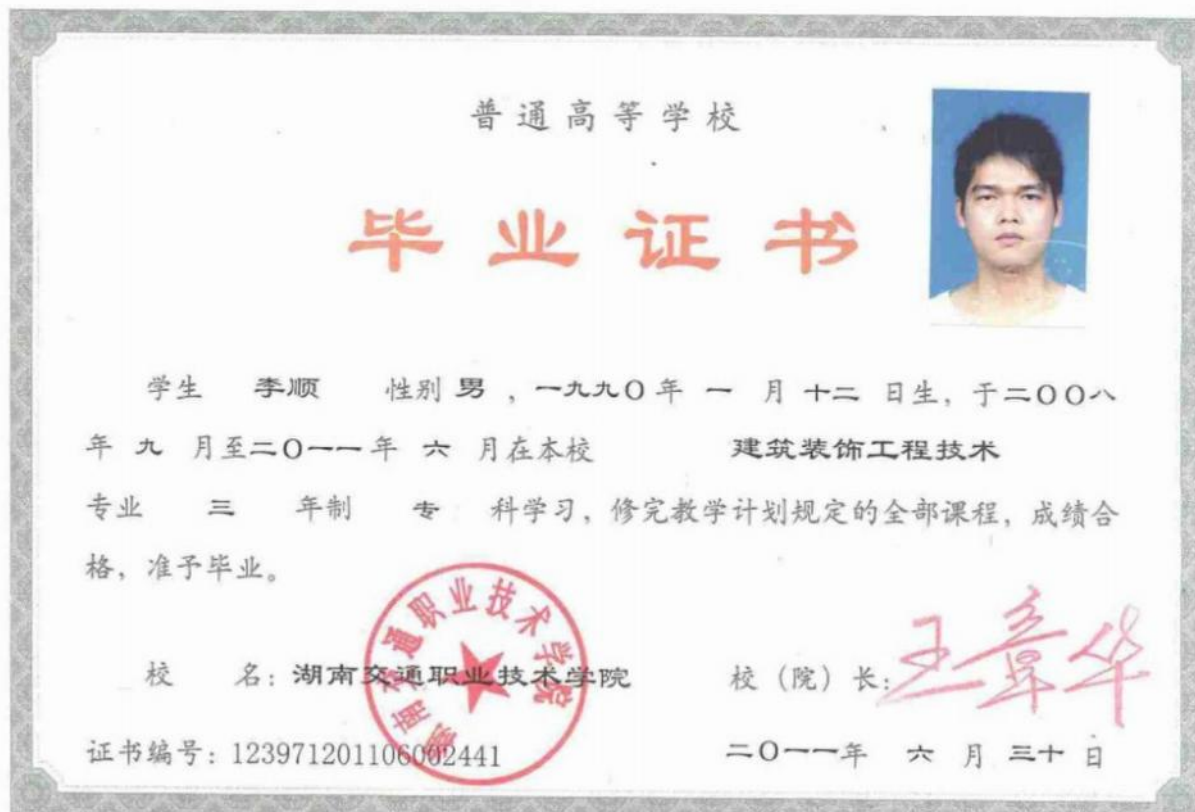 普通高等学校
毕业证书
学生 李顺 性别 男 ，一九九〇年 一 月 十二 日生，于二〇〇八
年 九 月至二〇一一年 六 月在本校 建筑装饰工程技术
专业 三 年制 专 科学习，修完教学计划规定的全部课程，成绩合
格，准予毕业。
湖南交通职业技术学院
校 名：湖南交通职业技术学院 校（院）长：王章华
证书编号：123971201106002441 二〇一一年 六 月 三十 日